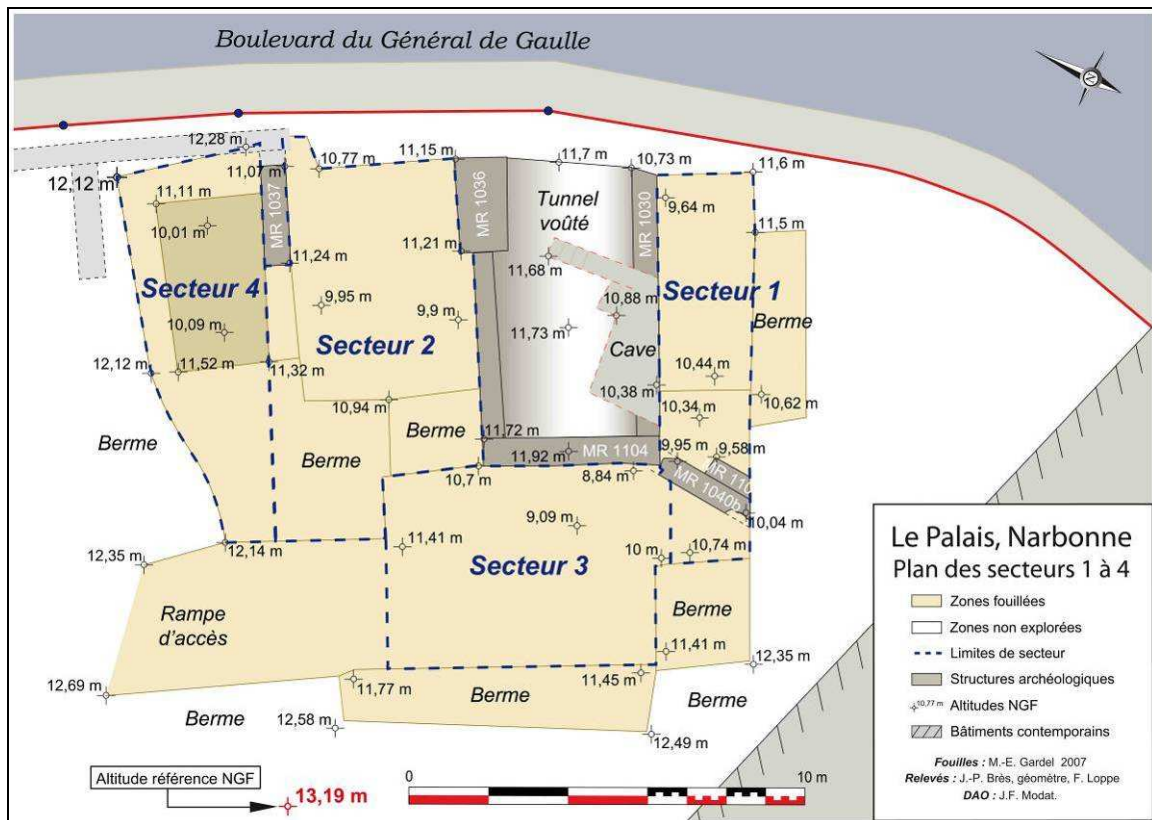 Boulevard du Général de Gaulle
N
12,28 m
11,15 m
11,7 m
10,73 m
11,6 m
12,12 m
11,07 m
10,77 m
11,11 m
MR 1037
MR 1036
Tunnel
voûté
MR 1030
9,64 m
10,01 m
11,5 m
11,24 m
11,21 m
11,68 m
Secteur 4
Secteur 1
9,95 m
9,9 m
10,88 m
10,09 m
11,73 m
Berme
Secteur 2
Cave
12,12 m
11,52 m
11,32 m
10,44 m
10,38 m
10,94 m
10,62 m
10,34 m
Berme
Berme
Berme
11,72 m
11,92 m
MR 1104
9,95 m
9,58 m
10,7 m
8,84 m
MR 110
MR 1040b
9,09 m
10,04 m
12,35 m
12,14 m
11,41 m
10 m
10,74 m
Secteur 3
Rampe
d'accès
Berme
11,41 m
12,35 m
12,69 m
11,77 m
11,45 m
Berme
Berme
Berme
12,58 m
12,49 m
Altitude référence NGF
13,19 m
0
10 m
Le Palais, Narbonne
Plan des secteurs 1 à 4
Zones fouillées
Zones non explorées
Limites de secteur
Structures archéologiques
10,77 m Altitudes NGF
Bâtiments contemporains
Fouilles : M.-E. Gardel 2007
Relevés : J.-P. Brès, géomètre, F. Loppe
DAO : J.F. Modat.